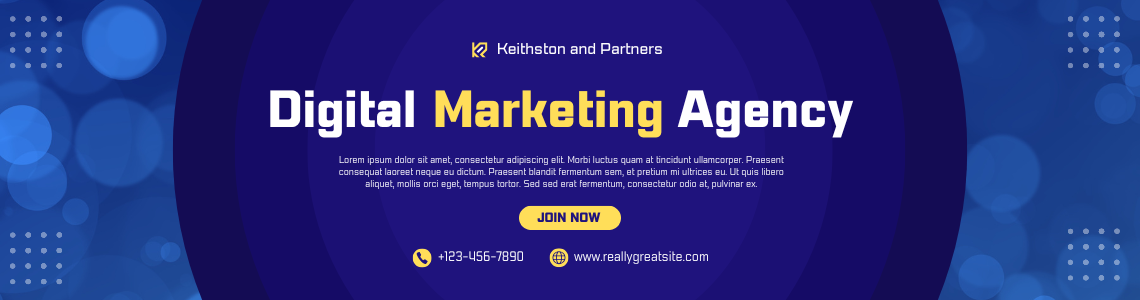 Keithston and Partners
Digital Marketing Agency
Lorem ipsum dolor sit amet, consectetur adipiscing elit. Morbi luctus quam at tincidunt ullamcorper. Praesent
consequat laoreet neque eu dictum. Praesent blandit fermentum sem, et pretium mi ultrices eu. Ut quis libero
aliquet, mollis orci eget, tempus tortor. Sed sed erat fermentum, consectetur odio at, pulvinar ex.
JOIN NOW
+123-456-7890 www.reallygreatsite.com